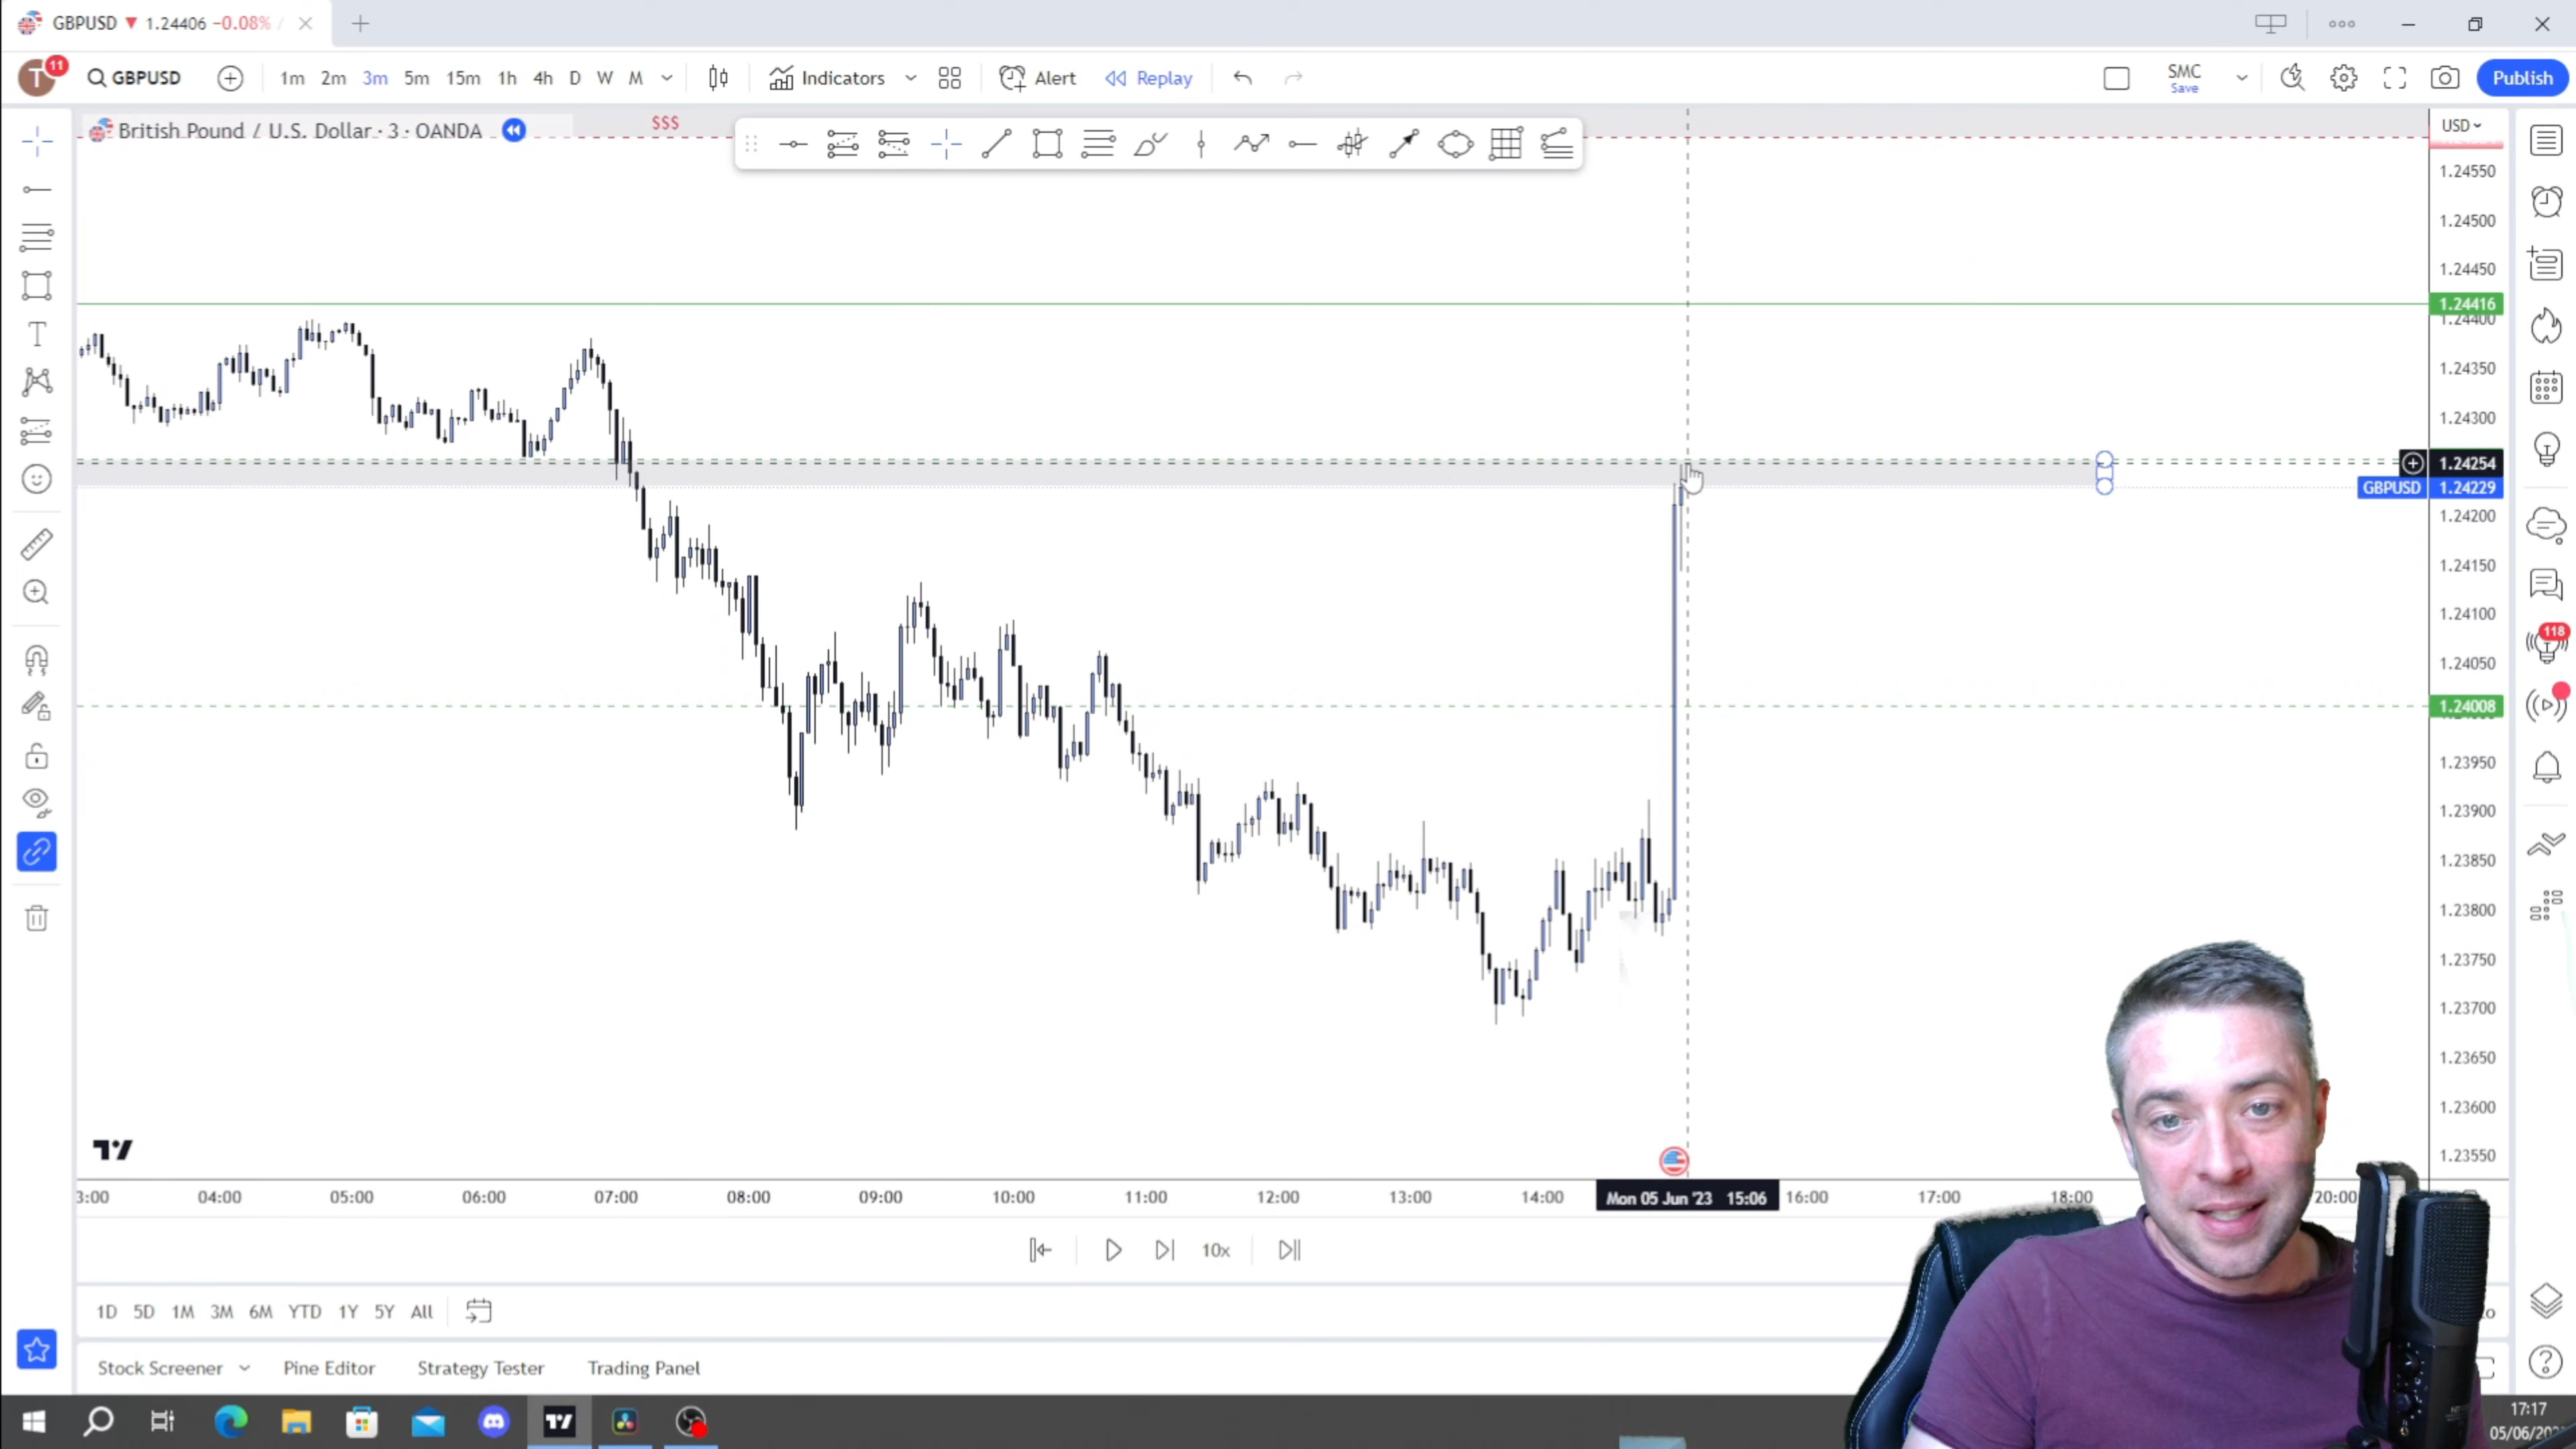 GBPUSD ▼ 1.24406 −0.08% /
T 11 GBPUSD 1m 2m 3m 5m 15m 1h 4h D W M Indicators Alert Replay SMC Save Publish
British Pound / U.S. Dollar · 3 · OANDA
$$$
USD
1.24550
1.24500
1.24450
1.24416
1.24400
1.24350
1.24300
1.24254
GBPUSD 1.24229
1.24200
1.24150
1.24100
1.24050
1.24008
1.23950
1.23900
1.23850
1.23800
1.23750
1.23700
1.23650
1.23600
1.23550
118
3:00 04:00 05:00 06:00 07:00 08:00 09:00 10:00 11:00 12:00 13:00 14:00 Mon 05 Jun '23 15:06 16:00 17:00 18:00 20:00
10x
1D 5D 1M 3M 6M YTD 1Y 5Y All
Stock Screener Pine Editor Strategy Tester Trading Panel
17:17
05/06/202